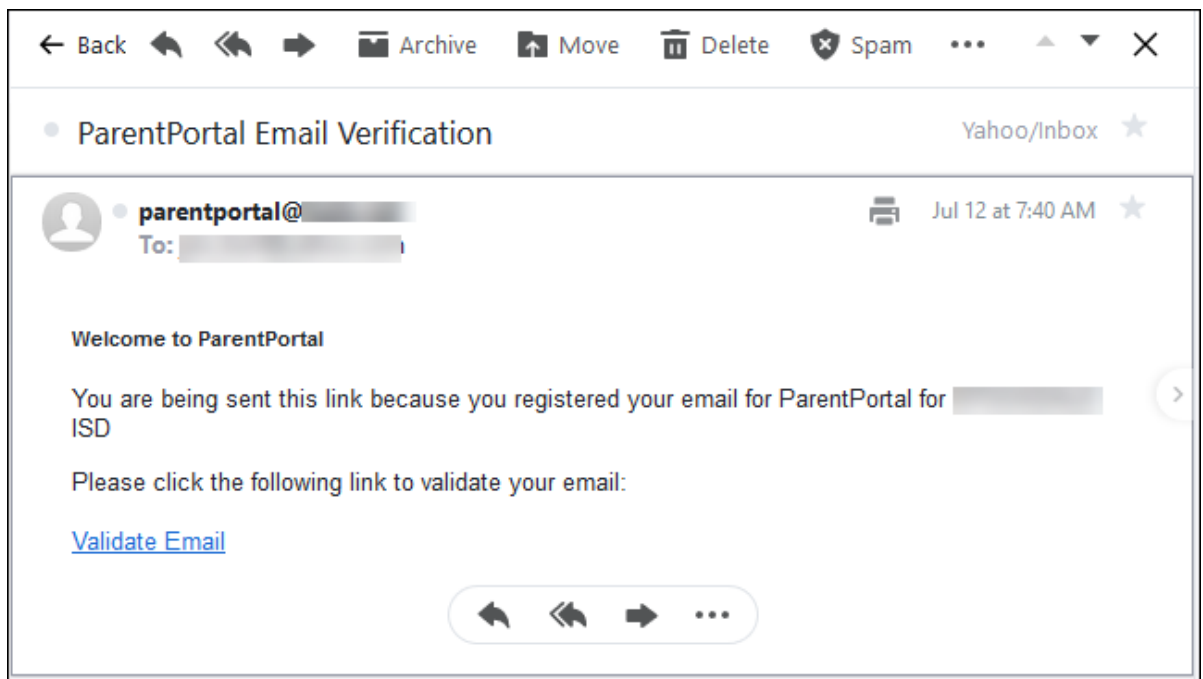 Back Archive Move Delete Spam
ParentPortal Email Verification Yahoo/Inbox
parentportal@ Jul 12 at 7:40 AM
To:
Welcome to ParentPortal
You are being sent this link because you registered your email for ParentPortal for
ISD
Please click the following link to validate your email:
Validate Email